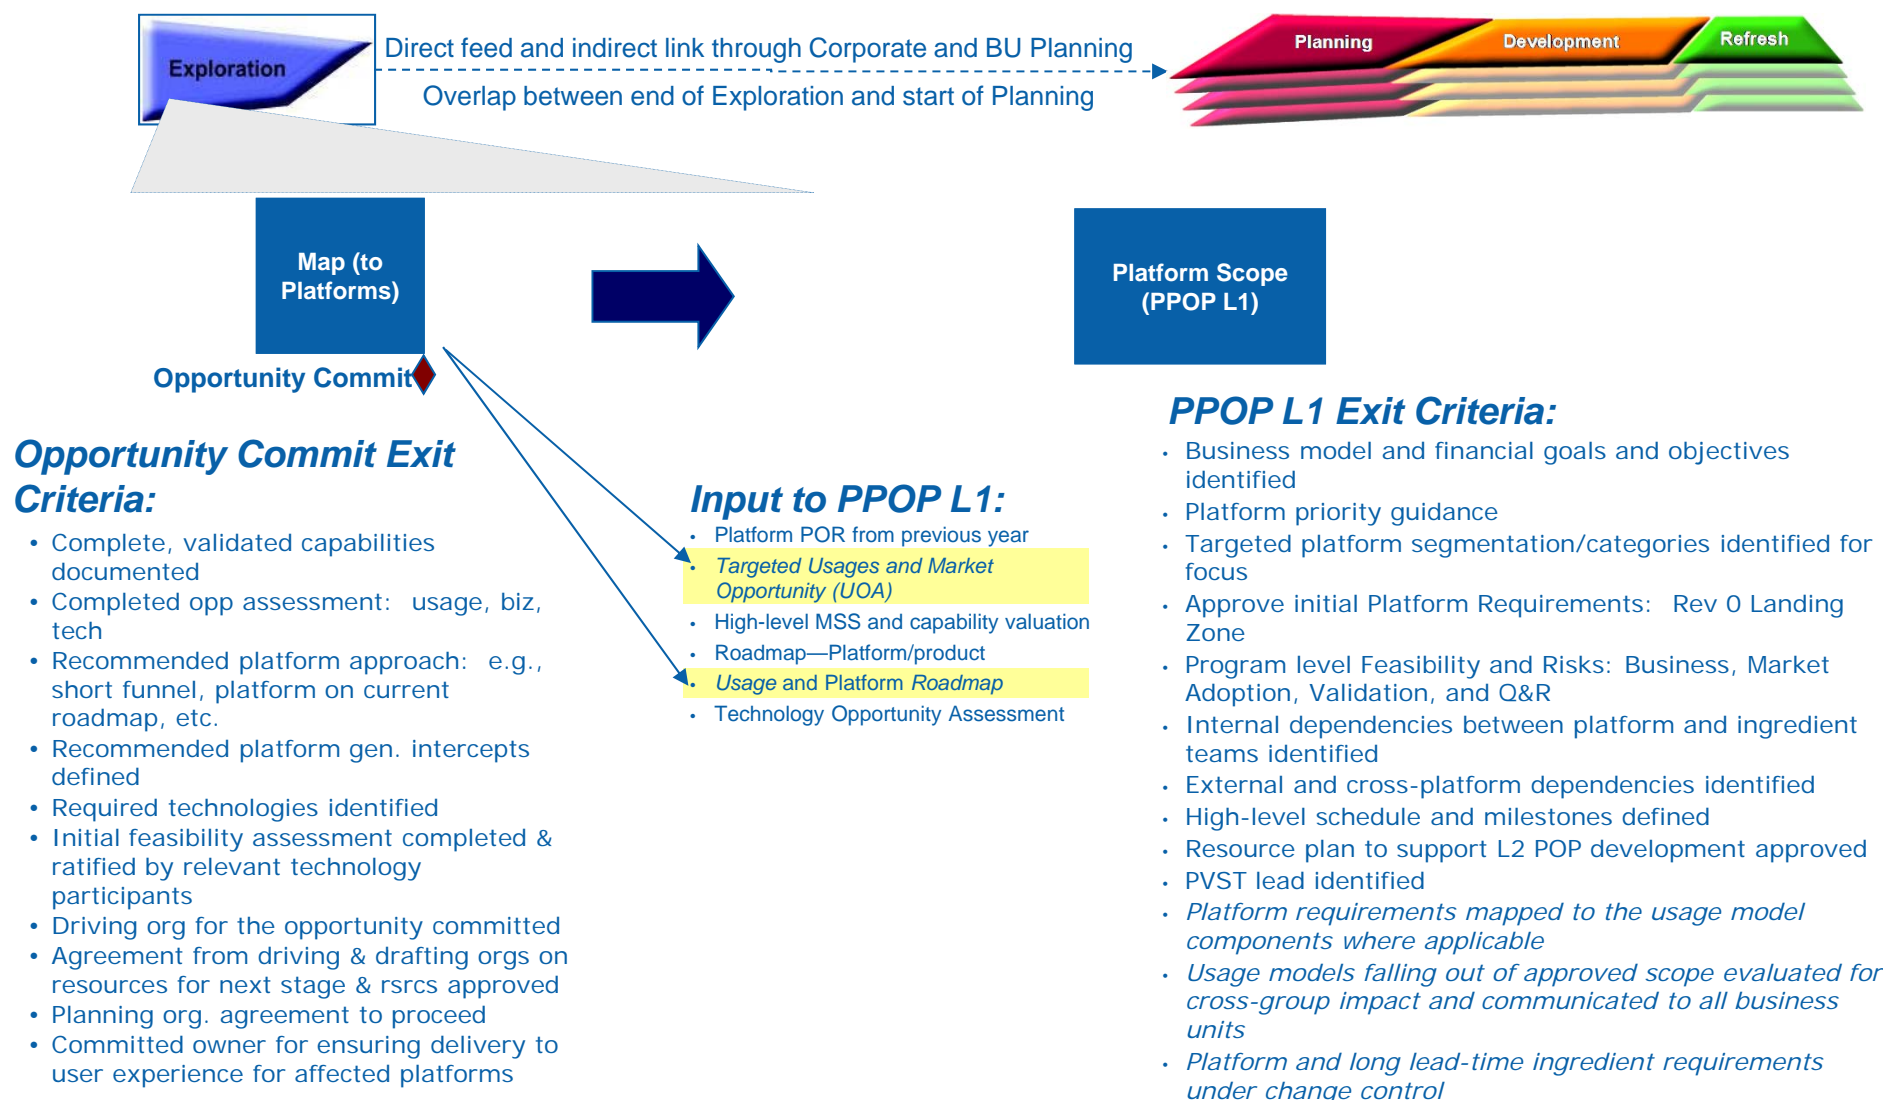 Exploration
Direct feed and indirect link through Corporate and BU Planning
Overlap between end of Exploration and start of Planning
Planning
Development
Refresh
Map (to
Platforms)
Platform Scope
(PPOP L1)
Opportunity Commit
Opportunity Commit Exit
Criteria:
• Complete, validated capabilities
documented
• Completed opp assessment: usage, biz,
tech
• Recommended platform approach: e.g.,
short funnel, platform on current
roadmap, etc.
• Recommended platform gen. intercepts
defined
• Required technologies identified
• Initial feasibility assessment completed &
ratified by relevant technology
participants
• Driving org for the opportunity committed
• Agreement from driving & drafting orgs on
resources for next stage & rsrcs approved
• Planning org. agreement to proceed
• Committed owner for ensuring delivery to
user experience for affected platforms
Input to PPOP L1:
• Platform POR from previous year
• Targeted Usages and Market
Opportunity (UOA)
• High-level MSS and capability valuation
• Roadmap—Platform/product
• Usage and Platform Roadmap
• Technology Opportunity Assessment
PPOP L1 Exit Criteria:
• Business model and financial goals and objectives
identified
• Platform priority guidance
• Targeted platform segmentation/categories identified for
focus
• Approve initial Platform Requirements: Rev 0 Landing
Zone
• Program level Feasibility and Risks: Business, Market
Adoption, Validation, and Q&R
• Internal dependencies between platform and ingredient
teams identified
• External and cross-platform dependencies identified
• High-level schedule and milestones defined
• Resource plan to support L2 POP development approved
• PVST lead identified
• Platform requirements mapped to the usage model
components where applicable
• Usage models falling out of approved scope evaluated for
cross-group impact and communicated to all business
units
• Platform and long lead-time ingredient requirements
under change control